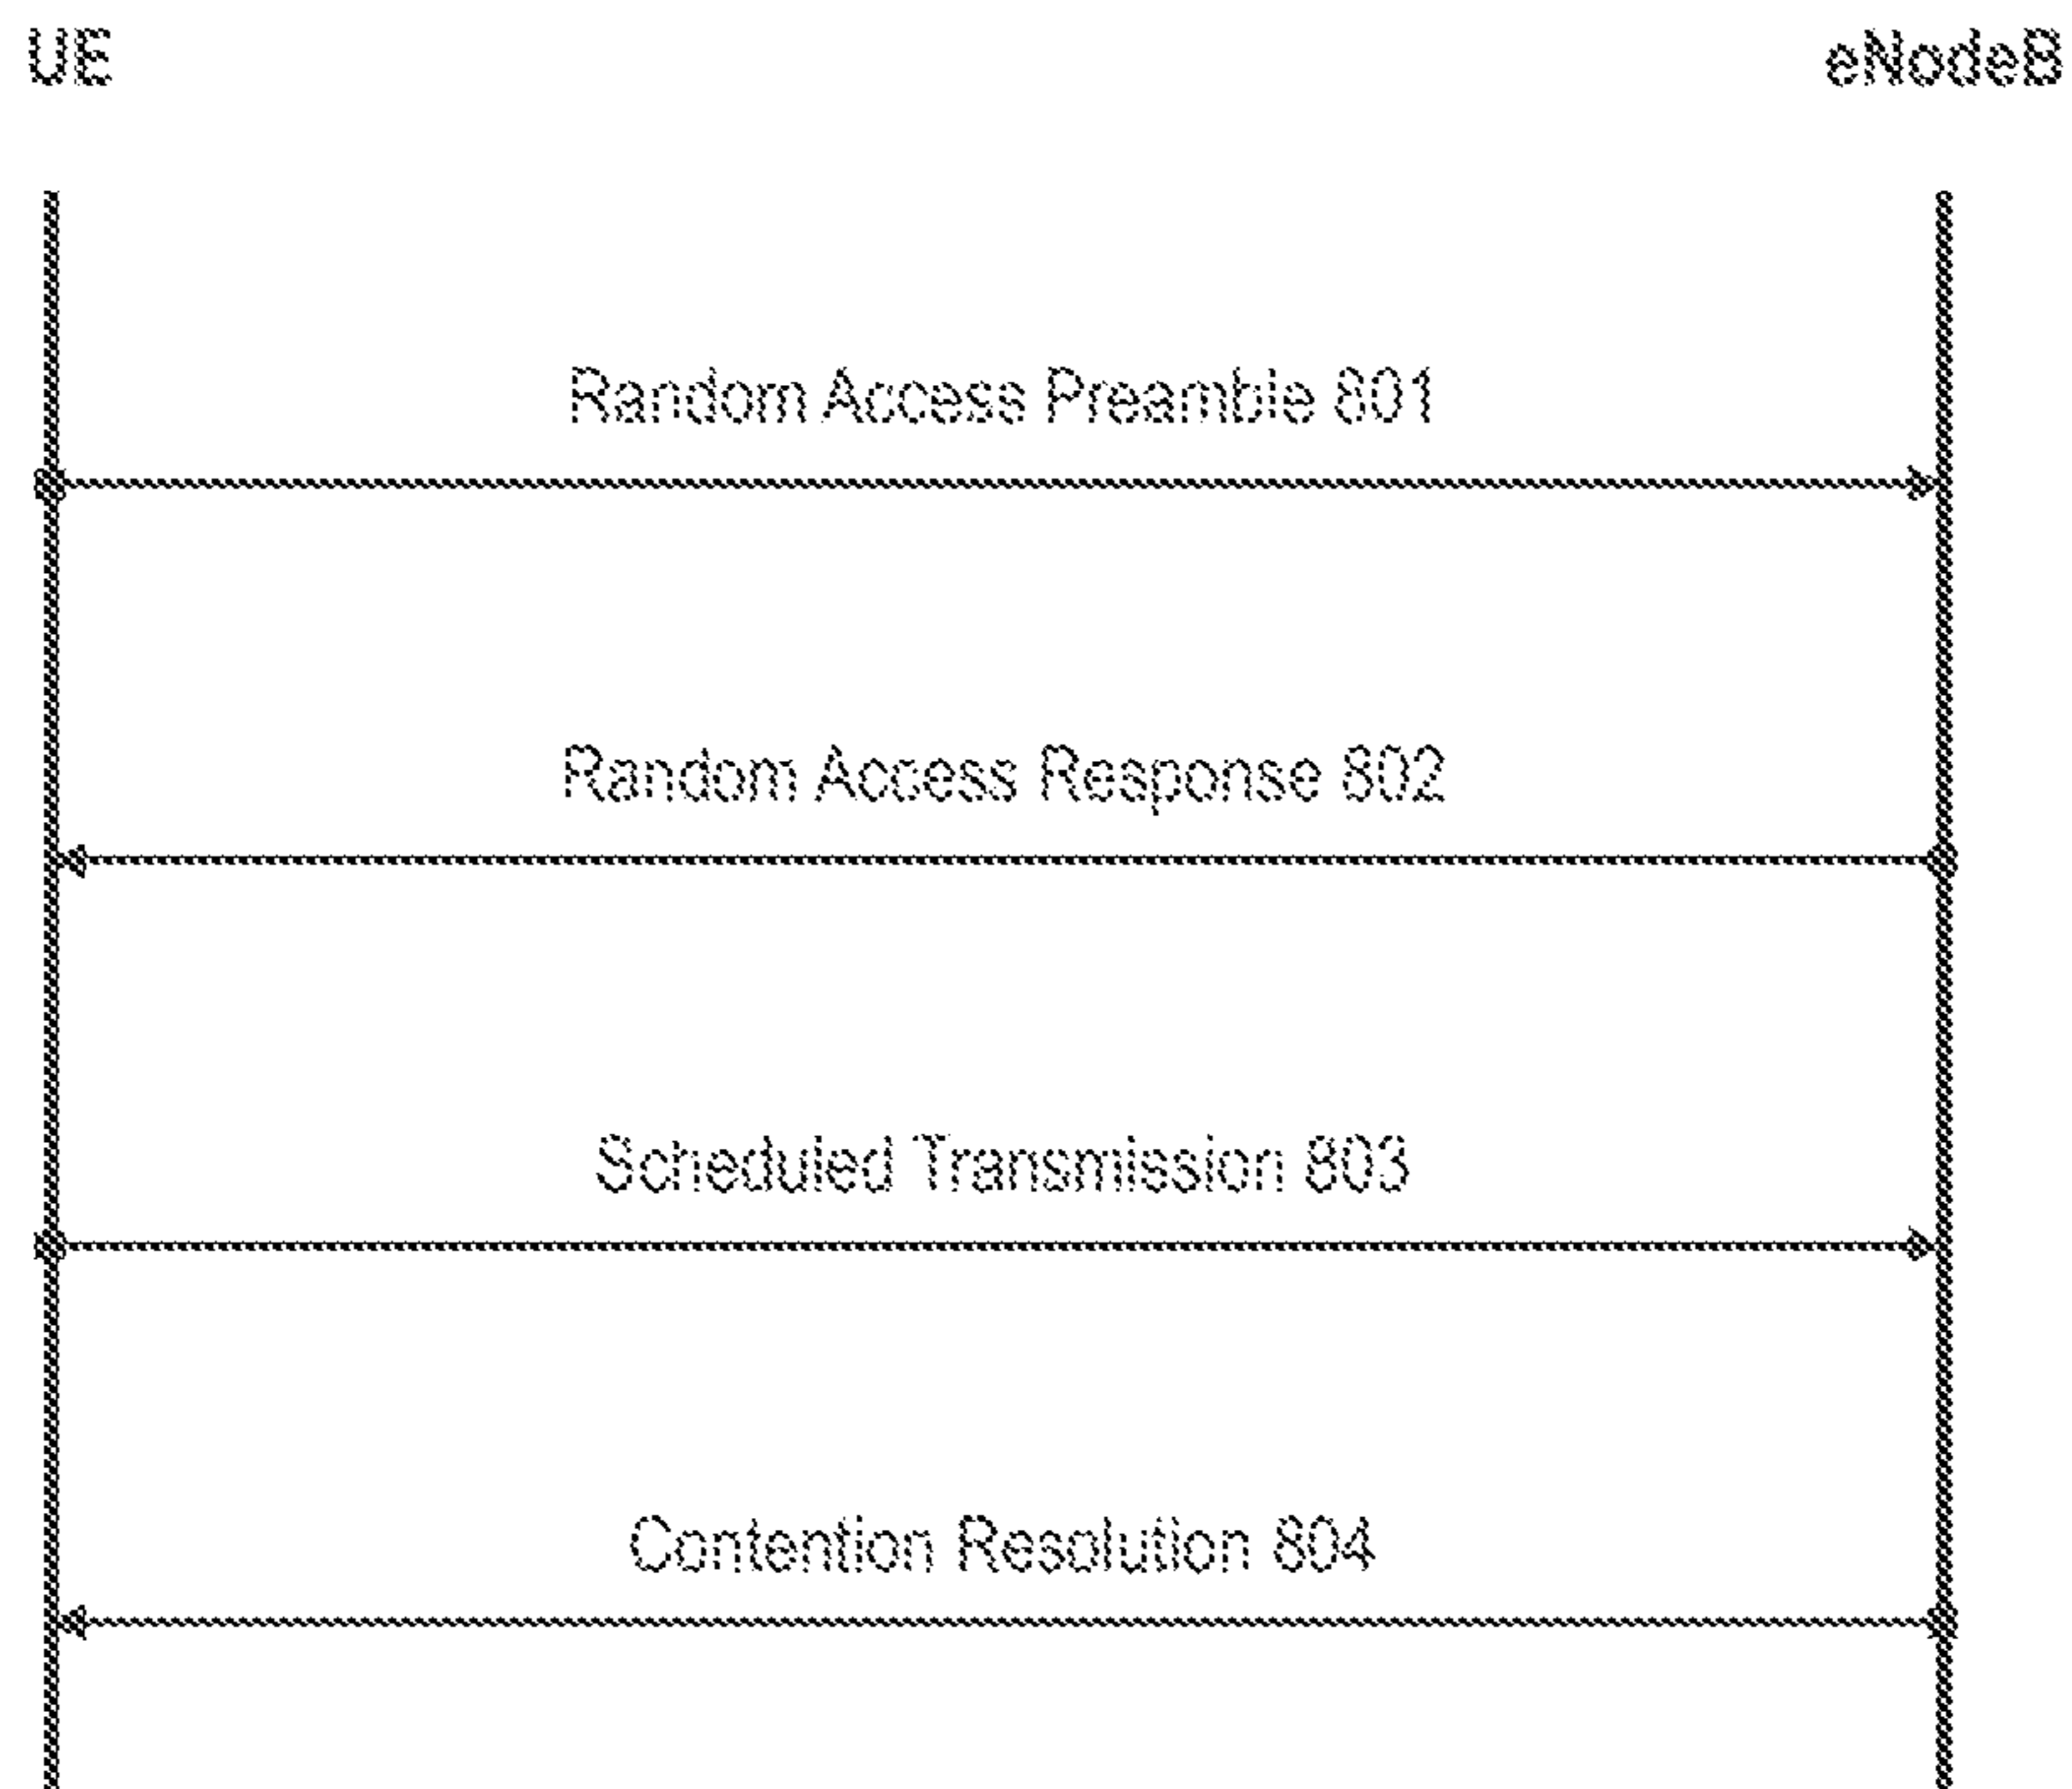 UE eNodeB
Random Access Preamble 801
Random Access Response 802
Scheduled Transmission 803
Contention Resolution 804